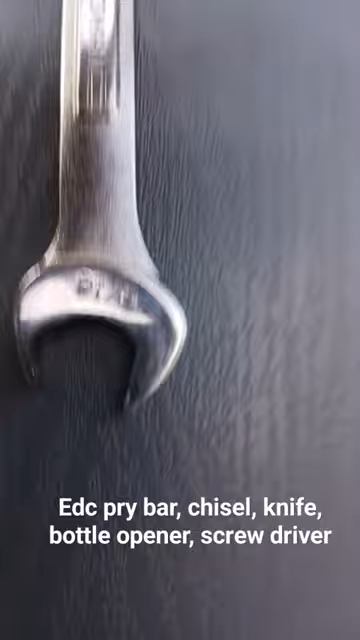 Edc pry bar, chisel, knife,
bottle opener, screw driver